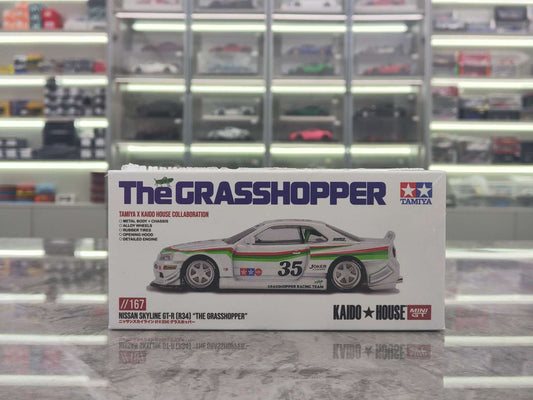 The GRASSHOPPER
TAMIYA
TAMIYA X KAIDO HOUSE COLLABORATION
METAL BODY + CHASSIS
ALLOY WHEELS
RUBBER TIRES
OPENING HOOD
DETAILED ENGINE
35
JOKER
GRASSHOPPER RACING TEAM
//167
NISSAN SKYLINE GT-R (R34) "THE GRASSHOPPER"
KAIDO★HOUSE
MINI GT